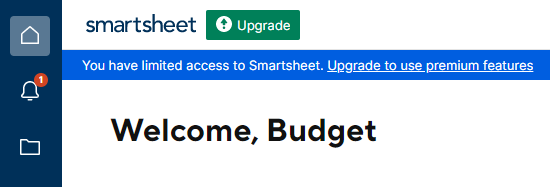 smartsheet Upgrade
1
You have limited access to Smartsheet. Upgrade to use premium features
Welcome, Budget